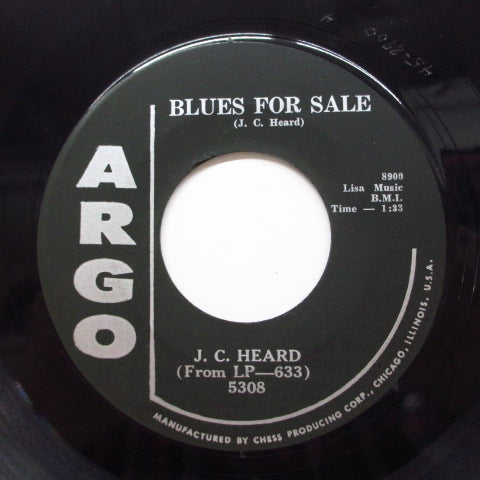 BLUES FOR SALE
(J. C. Heard)
ARGO
8900
Lisa Music
B.M.I.
Time — 1:33
J. C. HEARD
(From LP—633)
5308
MANUFACTURED BY CHESS PRODUCING CORP., CHICAGO, ILLINOIS, U.S.A.